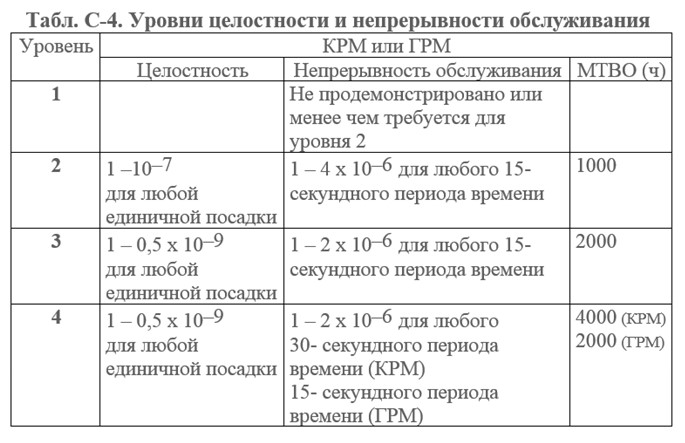 Табл. С-4. Уровни целостности и непрерывности обслуживания
Уровень КРМ или ГРМ
Целостность Непрерывность обслуживания МТВО (ч)
1 Не продемонстрировано или
менее чем требуется для
уровня 2
2 1 –10–7 1 – 4 х 10–6 для любого 15- 1000
для любой секундного периода времени
единичной посадки
3 1 – 0,5 х 10–9 1 – 2 х 10–6 для любого 15- 2000
для любой секундного периода времени
единичной посадки
4 1 – 0,5 х 10–9 1 – 2 х 10–6 для любого 4000 (КРМ)
для любой 30- секундного периода 2000 (ГРМ)
единичной посадки времени (КРМ)
15- секундного периода
времени (ГРМ)